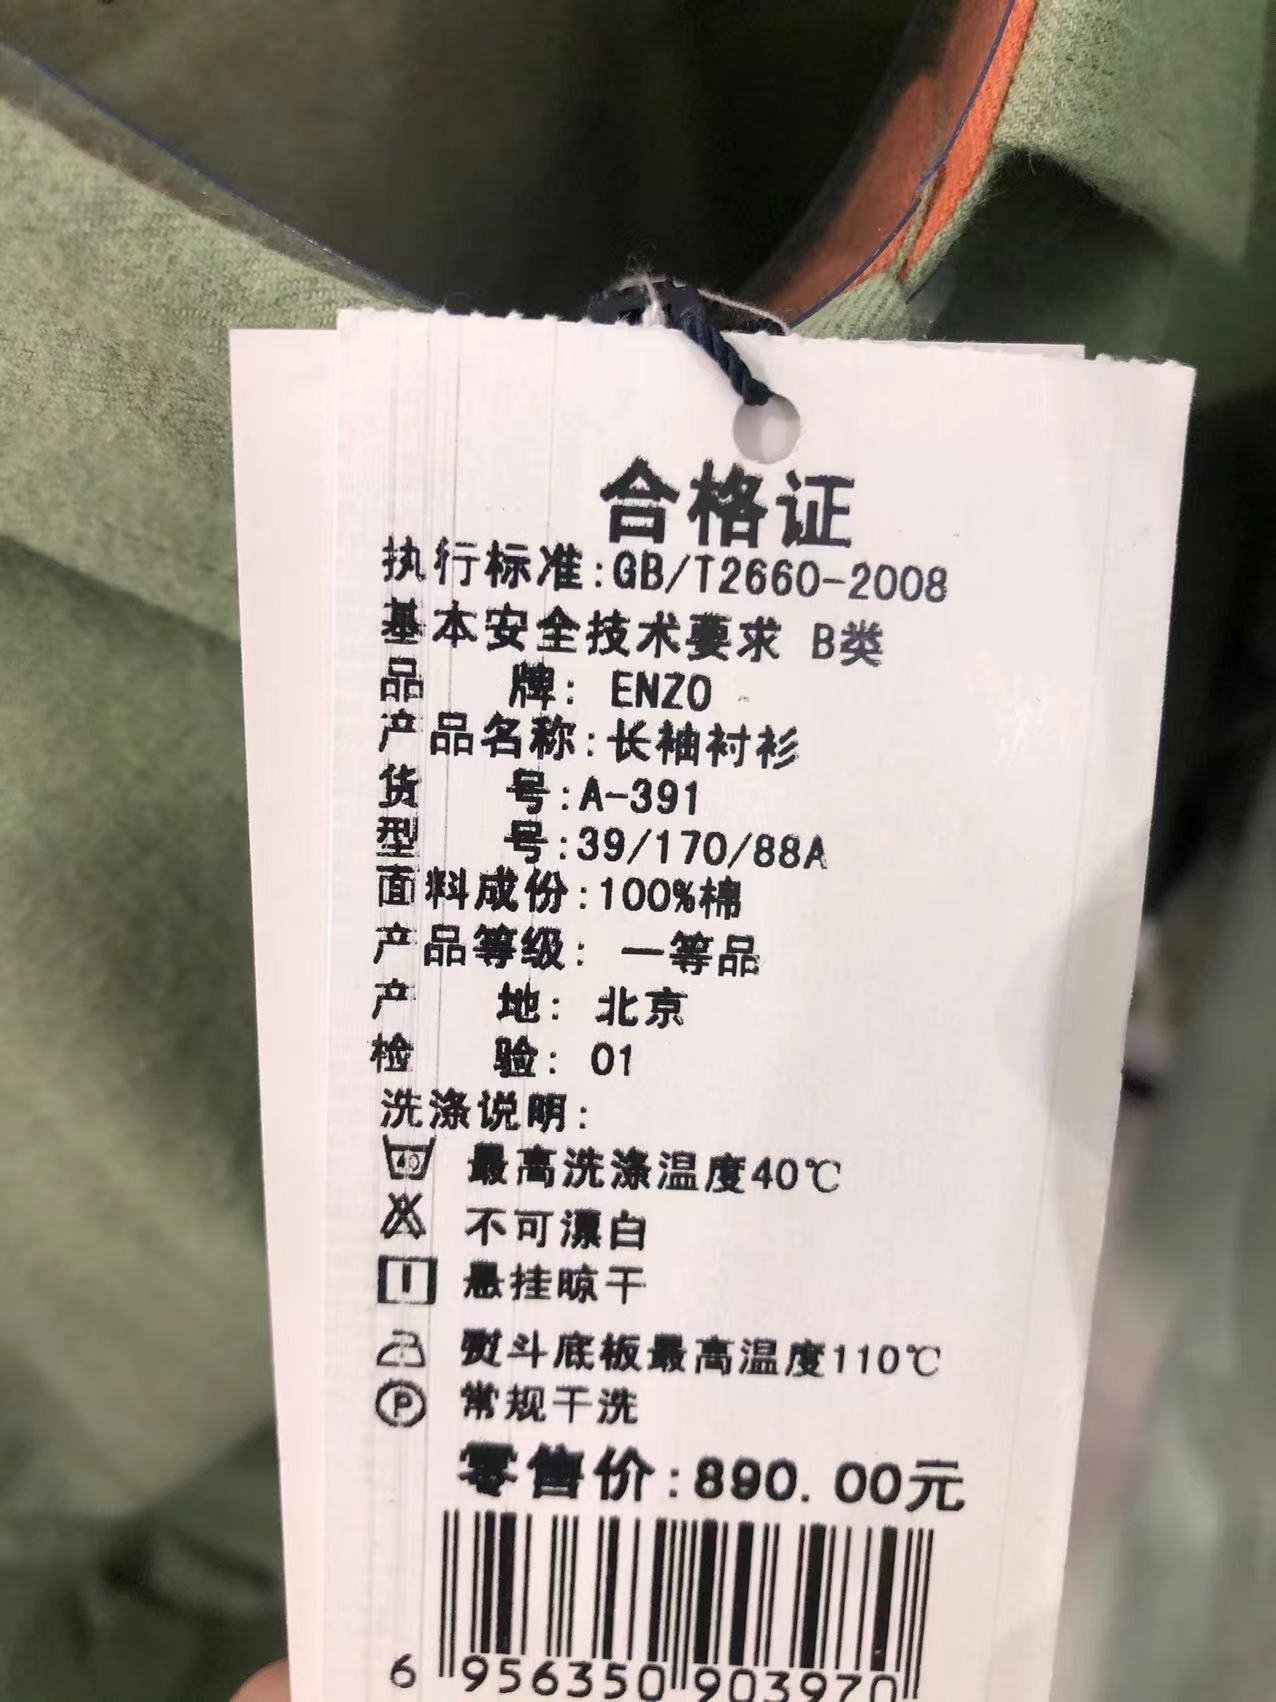 合格证
执行标准:GB/T2660-2008
基本安全技术要求 B类
品 牌: ENZO
产品名称:长袖衬衫
货 号:A-391
型 号:39/170/88A
面料成份:100%棉
产品等级: 一等品
产 地: 北京
检 验: 01
洗涤说明:
40 最高洗涤温度40℃
不可漂白
悬挂晾干
熨斗底板最高温度110℃
P 常规干洗
零售价:890.00元
6 956350 903970